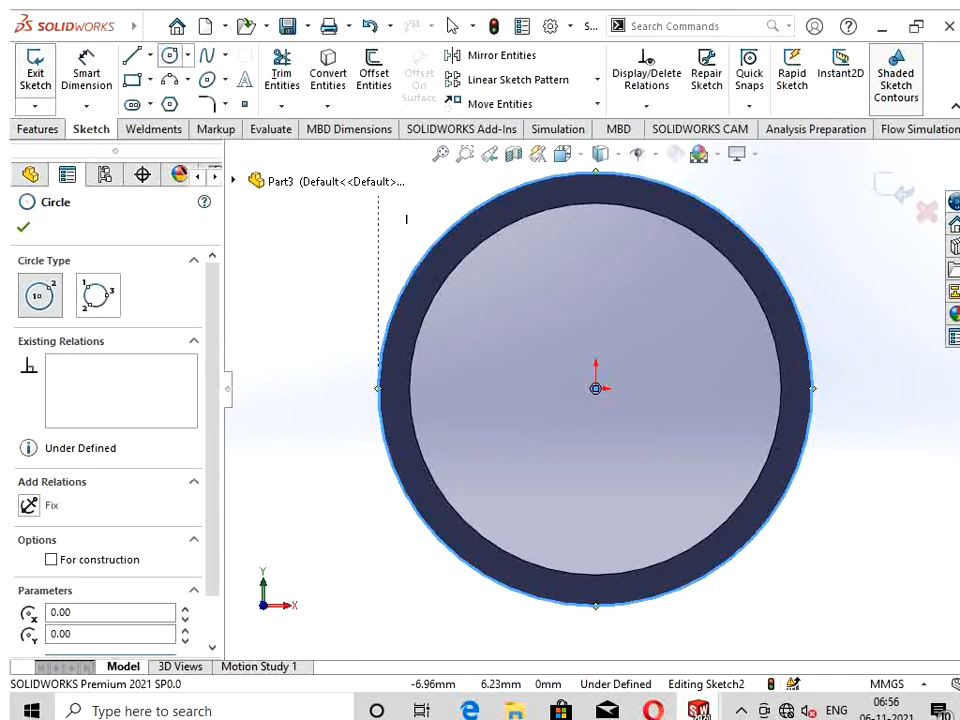 SOLIDWORKS
S...
Search Commands
Exit Sketch
Smart Dimension
Trim Entities
Convert Entities
Offset Entities
Offset On Surface
Mirror Entities
Linear Sketch Pattern
Move Entities
Display/Delete Relations
Repair Sketch
Quick Snaps
Rapid Sketch
Instant2D
Shaded Sketch Contours
Features
Sketch
Weldments
Markup
Evaluate
MBD Dimensions
SOLIDWORKS Add-Ins
Simulation
MBD
SOLIDWORKS CAM
Analysis Preparation
Flow Simulation
Part3 (Default<<Default>...
Circle
Circle Type
Existing Relations
Under Defined
Add Relations
Fix
Options
For construction
Parameters
0.00
0.00
Y
X
Model
3D Views
Motion Study 1
SOLIDWORKS Premium 2021 SP0.0
-6.96mm
6.23mm
0mm
Under Defined
Editing Sketch2
MMGS
Type here to search
ENG
06:56
06-11-2021